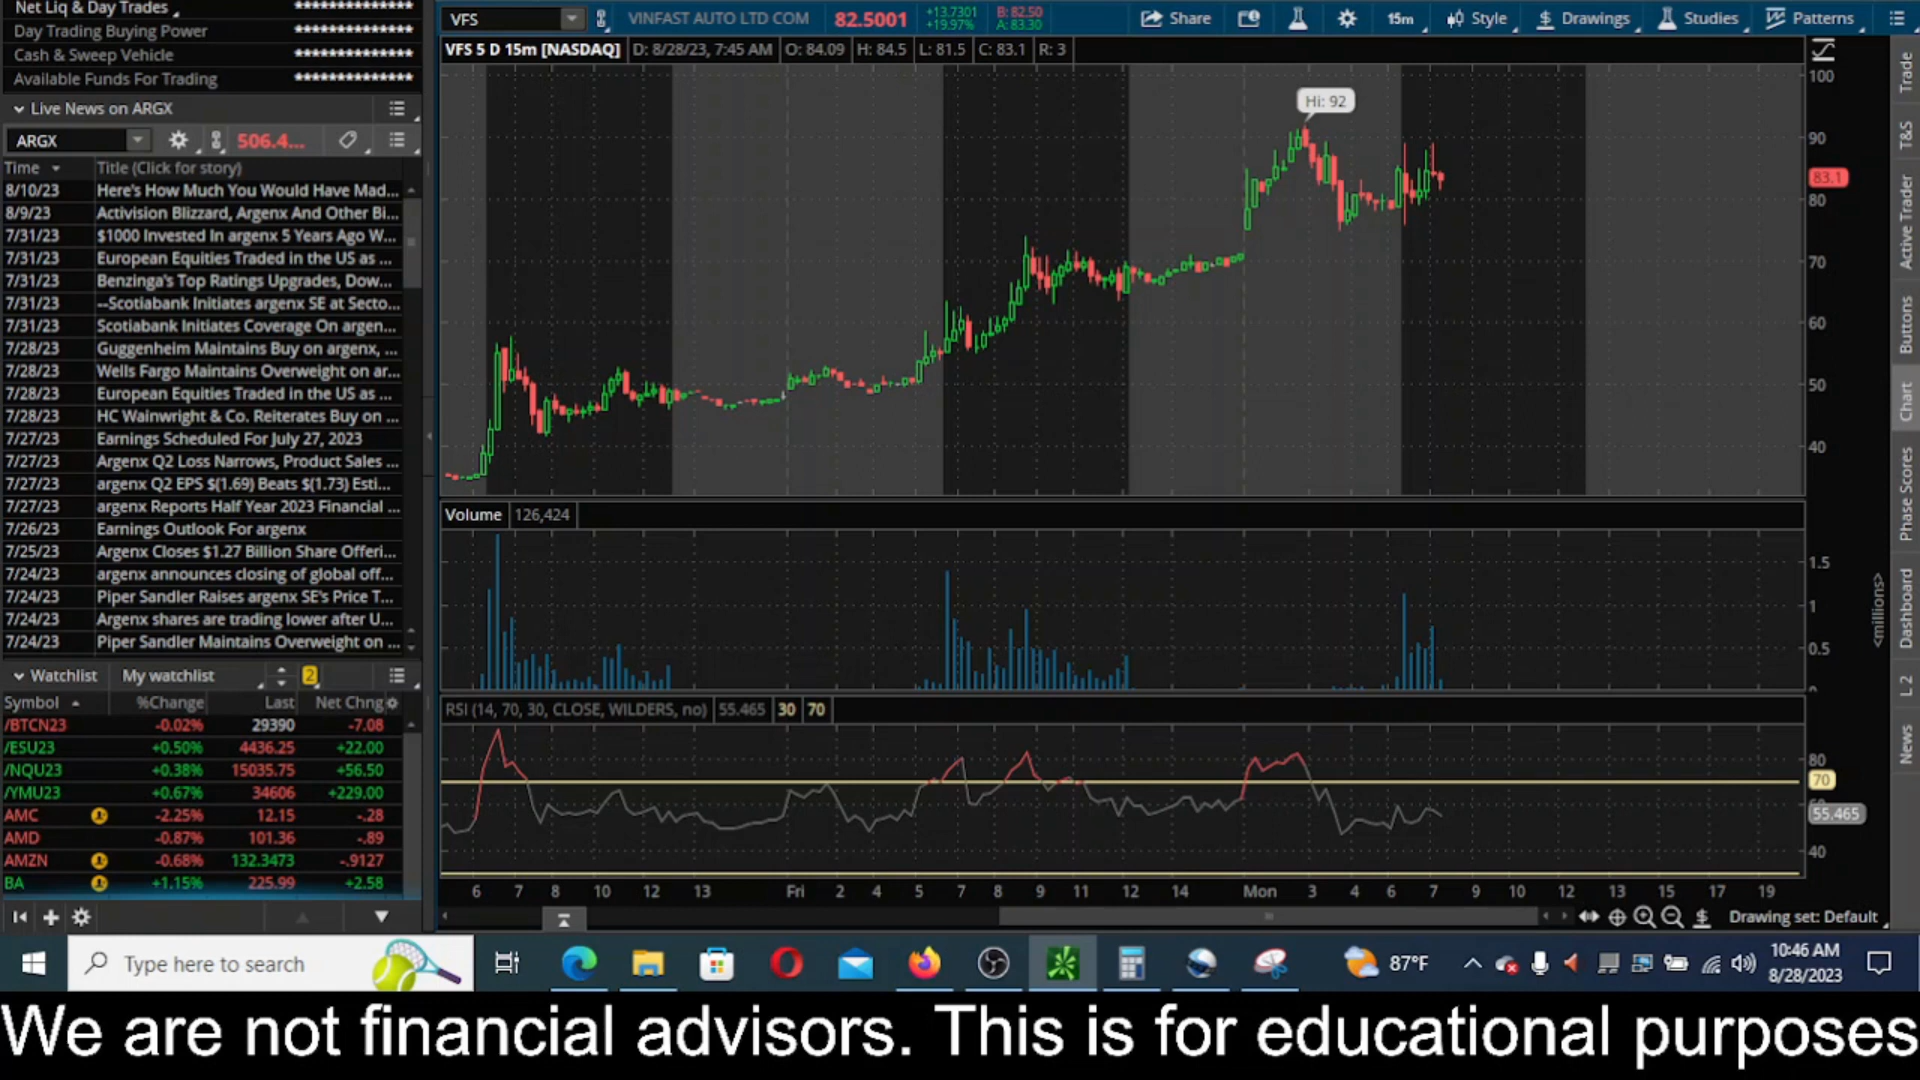 Net Liq & Day Trades **************
Day Trading Buying Power **************
Cash & Sweep Vehicle **************
Available Funds For Trading **************
Live News on ARGX
ARGX 506.4...
Time Title (Click for story)
8/10/23 Here's How Much You Would Have Mad...
8/9/23 Activision Blizzard, Argenx And Other Bi...
7/31/23 $1000 Invested In argenx 5 Years Ago W...
7/31/23 European Equities Traded in the US as ...
7/31/23 Benzinga's Top Ratings Upgrades, Dow...
7/31/23 --Scotiabank Initiates argenx SE at Secto...
7/31/23 Scotiabank Initiates Coverage On argen...
7/28/23 Guggenheim Maintains Buy on argenx, ...
7/28/23 Wells Fargo Maintains Overweight on ar...
7/28/23 European Equities Traded in the US as ...
7/28/23 HC Wainwright & Co. Reiterates Buy on ...
7/27/23 Earnings Scheduled For July 27, 2023
7/27/23 Argenx Q2 Loss Narrows, Product Sales ...
7/27/23 argenx Q2 EPS $(1.69) Beats $(1.73) Esti...
7/27/23 argenx Reports Half Year 2023 Financial ...
7/26/23 Earnings Outlook For argenx
7/25/23 Argenx Closes $1.27 Billion Share Offeri...
7/24/23 argenx announces closing of global off...
7/24/23 Piper Sandler Raises argenx SE's Price T...
7/24/23 Argenx shares are trading lower after U...
7/24/23 Piper Sandler Maintains Overweight on ...
Watchlist My watchlist 2
Symbol %Change Last Net Chng
/BTCN23 -0.02% 29390 -7.08
/ESU23 +0.50% 4436.25 +22.00
/NQU23 +0.38% 15035.75 +56.50
/YMU23 +0.67% 34606 +229.00
AMC -2.25% 12.15 -.28
AMD -0.87% 101.36 -.89
AMZN -0.68% 132.3473 -.9127
BA +1.15% 225.99 +2.58
VFS VINFAST AUTO LTD COM 82.5001 +13.7301 +19.97% B: 82.50 A: 83.30 Share 15m Style $ Drawings Studies Patterns
VFS 5 D 15m [NASDAQ] D: 8/28/23, 7:45 AM O: 84.09 H: 84.5 L: 81.5 C: 83.1 R: 3
Hi: 92
100
90
83.1
80
70
60
50
40
Volume 126,424
1.5
1
0.5
<millions>
RSI (14, 70, 30, CLOSE, WILDERS, no) 55.465 30 70
80
70
55.465
40
6 7 8 10 12 13 Fri 2 4 5 7 8 9 11 12 14 Mon 3 4 6 7 9 10 12 13 15 17 19
Drawing set: Default
Trade
T&S
Active Trader
Buttons
Chart
Phase Scores
Dashboard
L 2
News
Type here to search
87°F
10:46 AM
8/28/2023
We are not financial advisors. This is for educational purposes